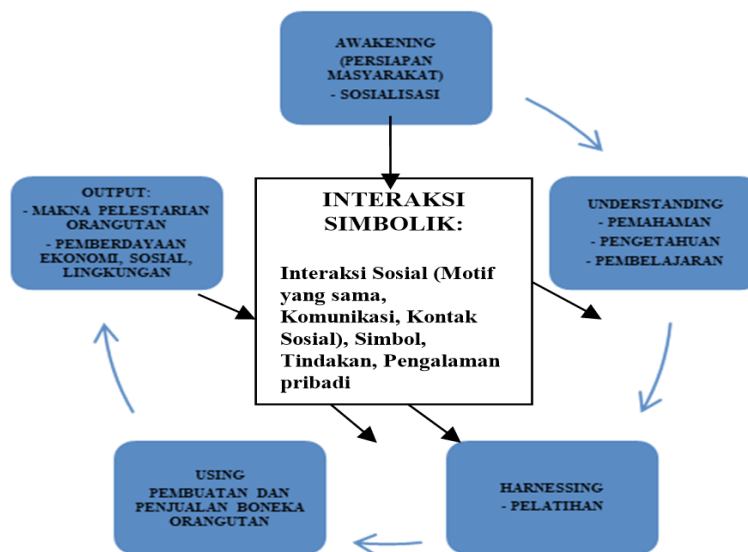 AWAKENING
(PERSIAPAN
MASYARAKAT)
- SOSIALISASI
OUTPUT:
- MAKNA PELESTARIAN
ORANGUTAN
- PEMBERDAYAAN
EKONOMI, SOSIAL,
LINGKUNGAN
INTERAKSI
SIMBOLIK:
Interaksi Sosial (Motif
yang sama,
Komunikasi, Kontak
Sosial), Simbol,
Tindakan, Pengalaman
pribadi
UNDERSTANDING
- PEMAHAMAN
- PENGETAHUAN
- PEMBELAJARAN
USING
PEMBUATAN DAN
PENJUALAN BONEKA
ORANGUTAN
HARNESSING
- PELATIHAN